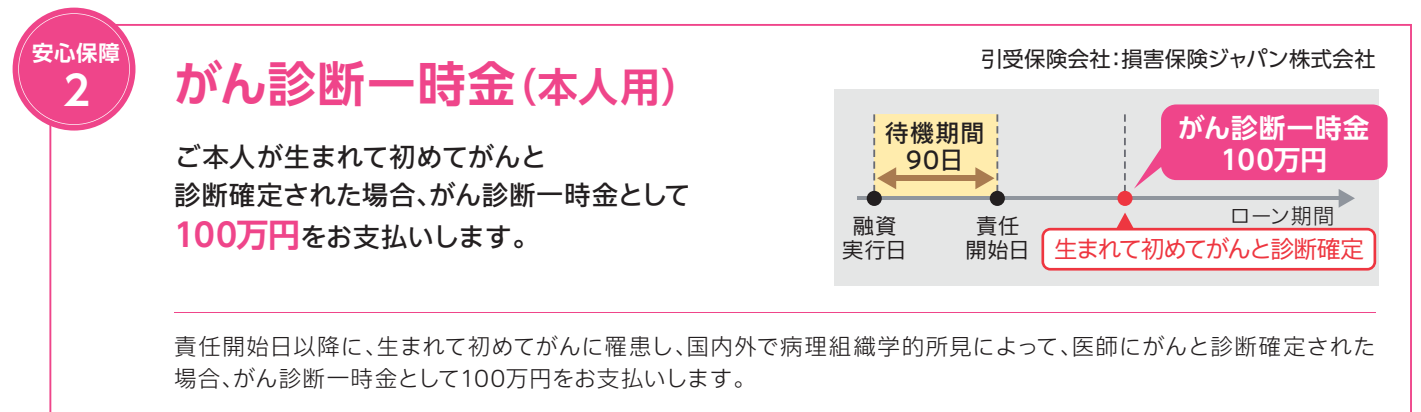 安心保障
2
がん診断一時金(本人用)
引受保険会社:損害保険ジャパン株式会社
ご本人が生まれて初めてがんと
診断確定された場合、がん診断一時金として
100万円をお支払いします。
待機期間
90日
がん診断一時金
100万円
融資
実行日
責任
開始日
ローン期間
生まれて初めてがんと診断確定
責任開始日以降に、生まれて初めてがんに罹患し、国内外で病理組織学的所見によって、医師にがんと診断確定された
場合、がん診断一時金として100万円をお支払いします。